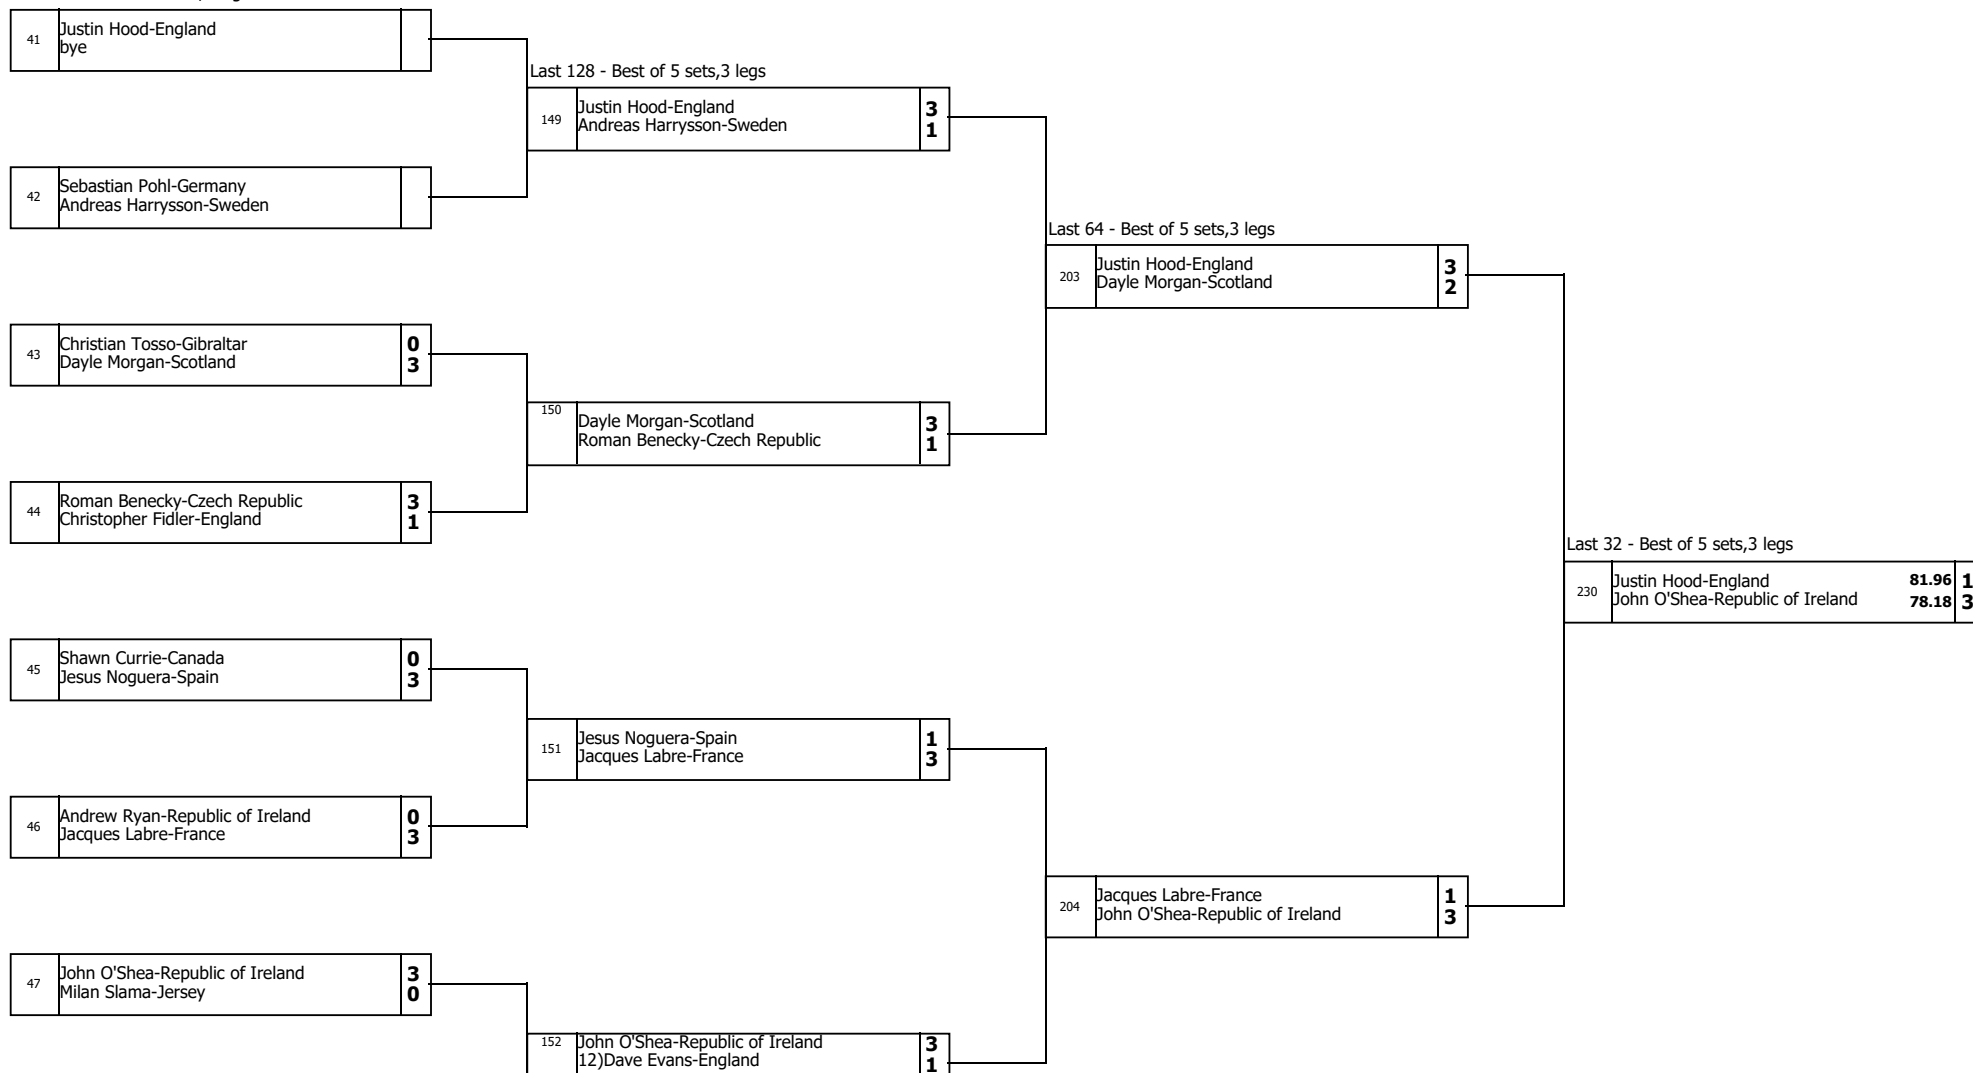 41
Justin Hood-England
bye
42
Sebastian Pohl-Germany
Andreas Harrysson-Sweden
43
Christian Tosso-Gibraltar 0
Dayle Morgan-Scotland 3
44
Roman Benecky-Czech Republic 3
Christopher Fidler-England 1
45
Shawn Currie-Canada 0
Jesus Noguera-Spain 3
46
Andrew Ryan-Republic of Ireland 0
Jacques Labre-France 3
47
John O'Shea-Republic of Ireland 3
Milan Slama-Jersey 0
Last 128 - Best of 5 sets,3 legs
149
Justin Hood-England 3
Andreas Harrysson-Sweden 1
150
Dayle Morgan-Scotland 3
Roman Benecky-Czech Republic 1
151
Jesus Noguera-Spain 1
Jacques Labre-France 3
152
John O'Shea-Republic of Ireland 3
12)Dave Evans-England 1
Last 64 - Best of 5 sets,3 legs
203
Justin Hood-England 3
Dayle Morgan-Scotland 2
204
Jacques Labre-France 1
John O'Shea-Republic of Ireland 3
Last 32 - Best of 5 sets,3 legs
230
Justin Hood-England 81.96 1
John O'Shea-Republic of Ireland 78.18 3